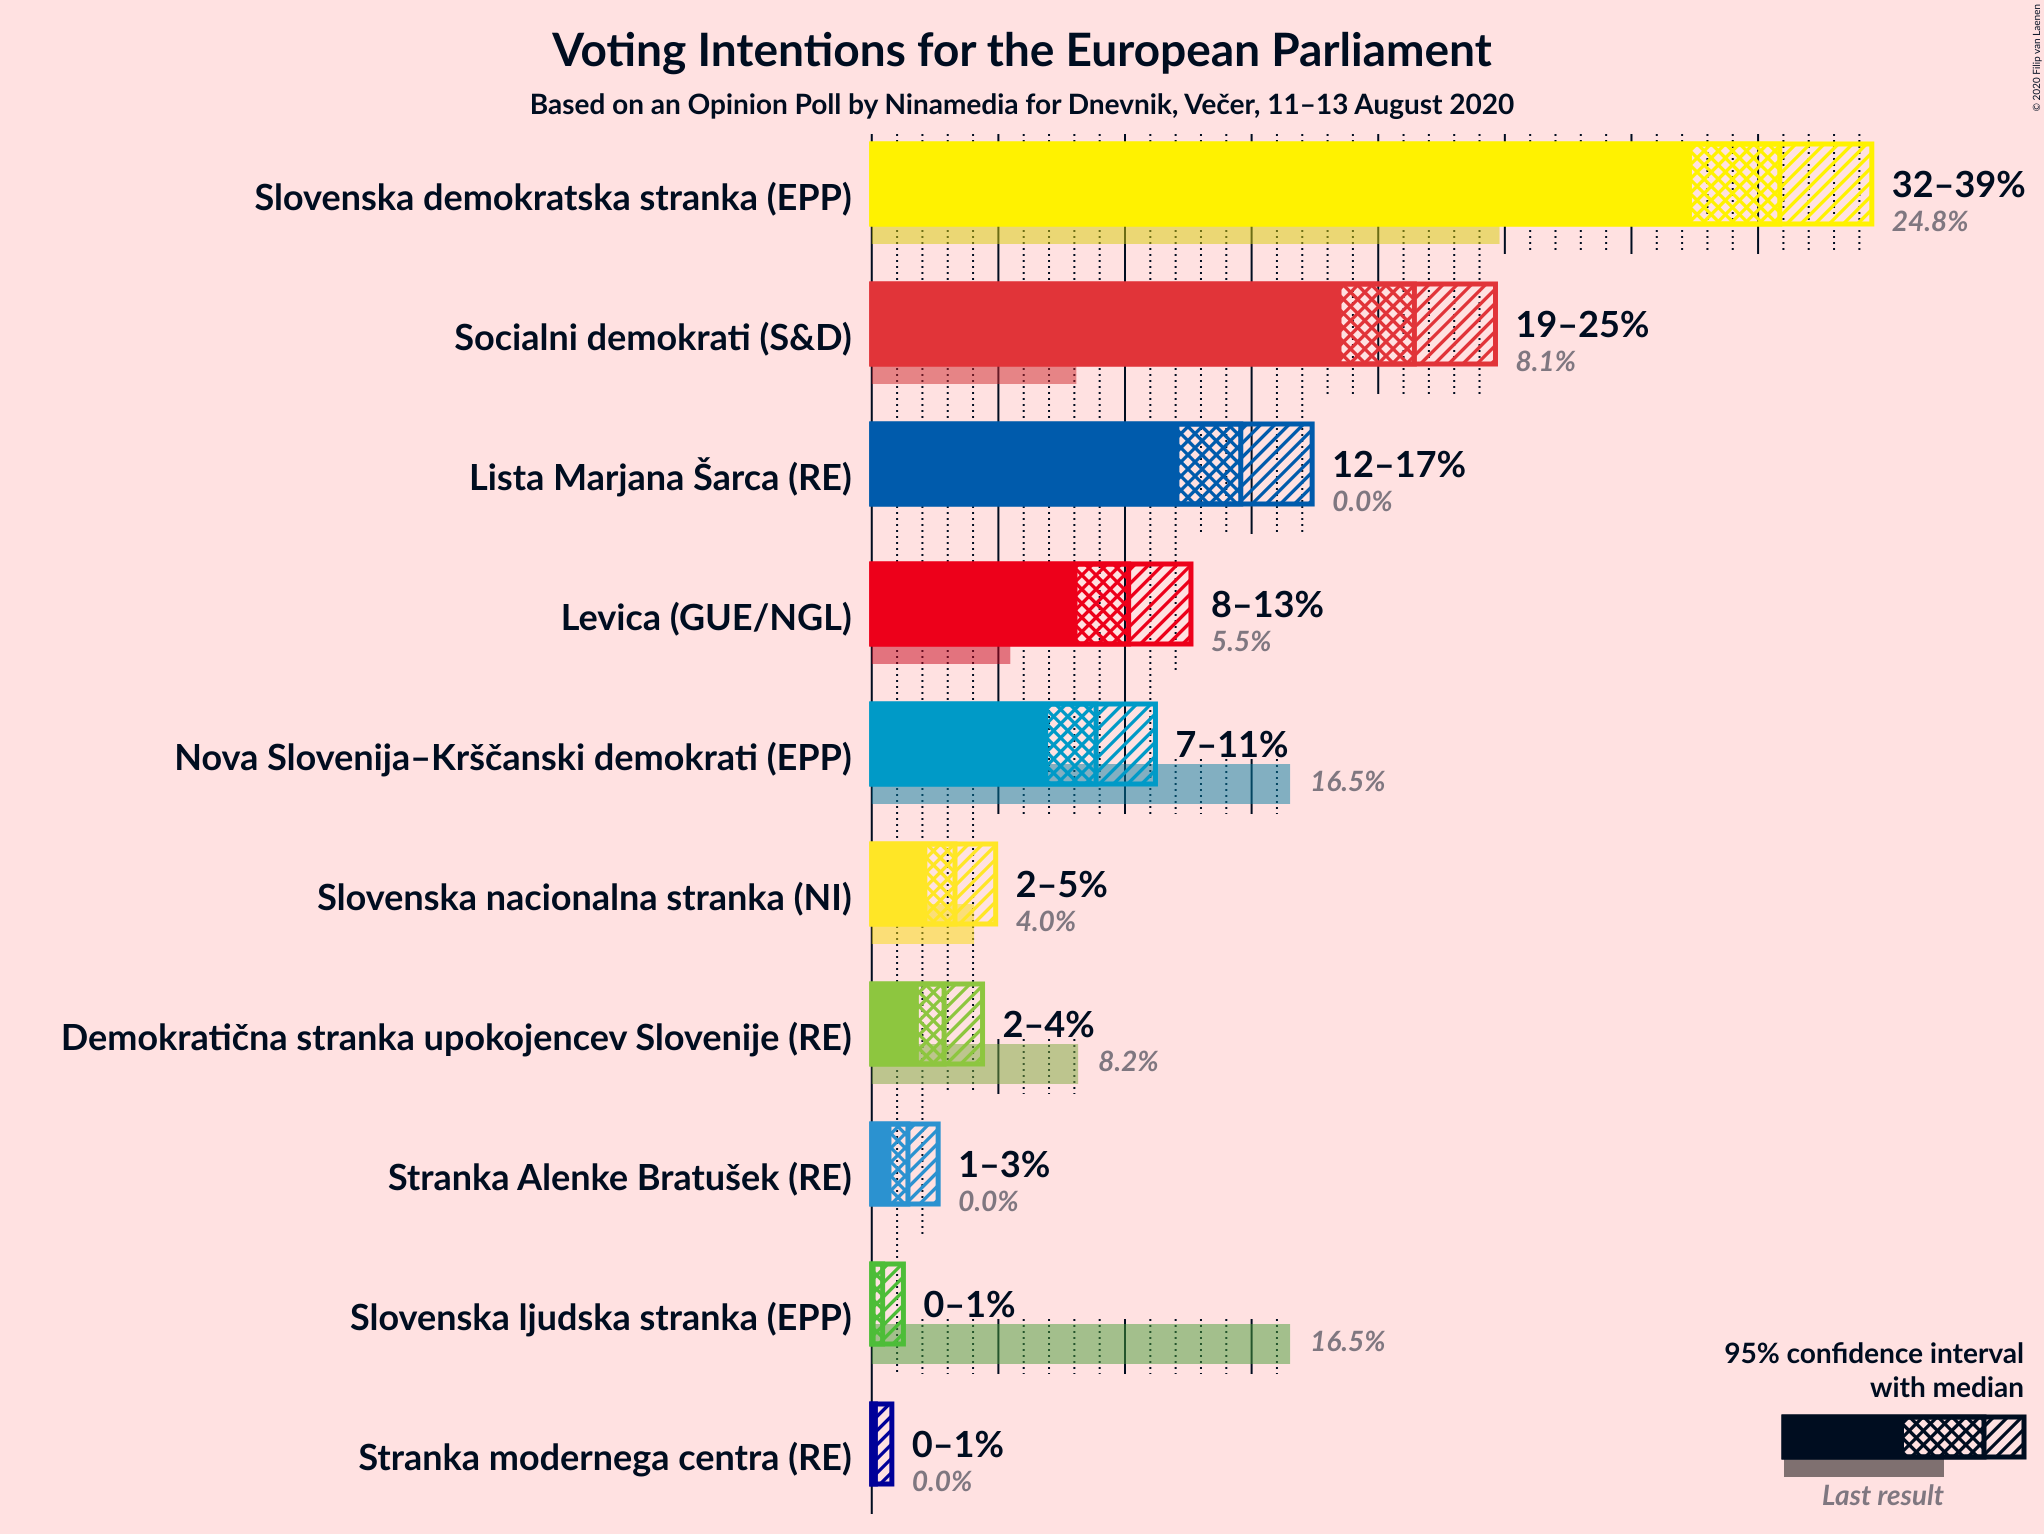 Voting Intentions for the European Parliament
Based on an Opinion Poll by Ninamedia for Dnevnik, Večer, 11–13 August 2020
© 2020 Filip van Laenen
Slovenska demokratska stranka (EPP)
32–39%
24.8%
Socialni demokrati (S&D)
19–25%
8.1%
Lista Marjana Šarca (RE)
12–17%
0.0%
Levica (GUE/NGL)
8–13%
5.5%
Nova Slovenija–Krščanski demokrati (EPP)
7–11%
16.5%
Slovenska nacionalna stranka (NI)
2–5%
4.0%
Demokratična stranka upokojencev Slovenije (RE)
2–4%
8.2%
Stranka Alenke Bratušek (RE)
1–3%
0.0%
Slovenska ljudska stranka (EPP)
0–1%
16.5%
Stranka modernega centra (RE)
0–1%
0.0%
95% confidence interval
with median
Last result